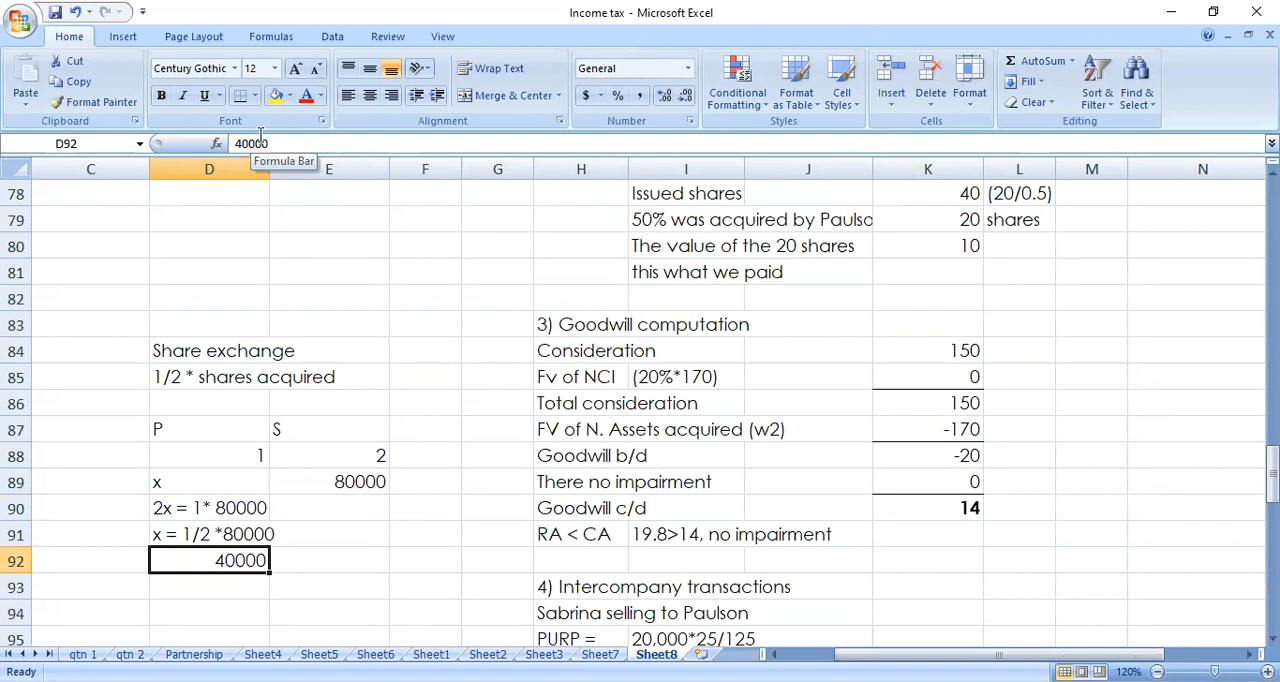 Income tax - Microsoft Excel
Home Insert Page Layout Formulas Data Review View
Paste
Cut
Copy
Format Painter
Clipboard
Century Gothic 12
B I U
Font
Wrap Text
Merge & Center
Alignment
General
$ % ,
Number
Conditional Formatting
Format as Table
Cell Styles
Styles
Insert
Delete
Format
Cells
AutoSum
Fill
Clear
Sort & Filter
Find & Select
Editing
D92 fx 40000
Formula Bar
C D E F G H I J K L M N
78 Issued shares 40 (20/0.5)
79 50% was acquired by Paulso 20 shares
80 The value of the 20 shares 10
81 this what we paid
82
83 3) Goodwill computation
84 Share exchange Consideration 150
85 1/2 * shares acquired Fv of NCI (20%*170) 0
86 Total consideration 150
87 P S FV of N. Assets acquired (w2) -170
88 1 2 Goodwill b/d -20
89 x 80000 There no impairment 0
90 2x = 1* 80000 Goodwill c/d 14
91 x = 1/2 *80000 RA < CA 19.8>14, no impairment
92 40000
93 4) Intercompany transactions
94 Sabrina selling to Paulson
95 PURP = 20,000*25/125
qtn 1 qtn 2 Partnership Sheet4 Sheet5 Sheet6 Sheet1 Sheet2 Sheet3 Sheet7 Sheet8
Ready 120%